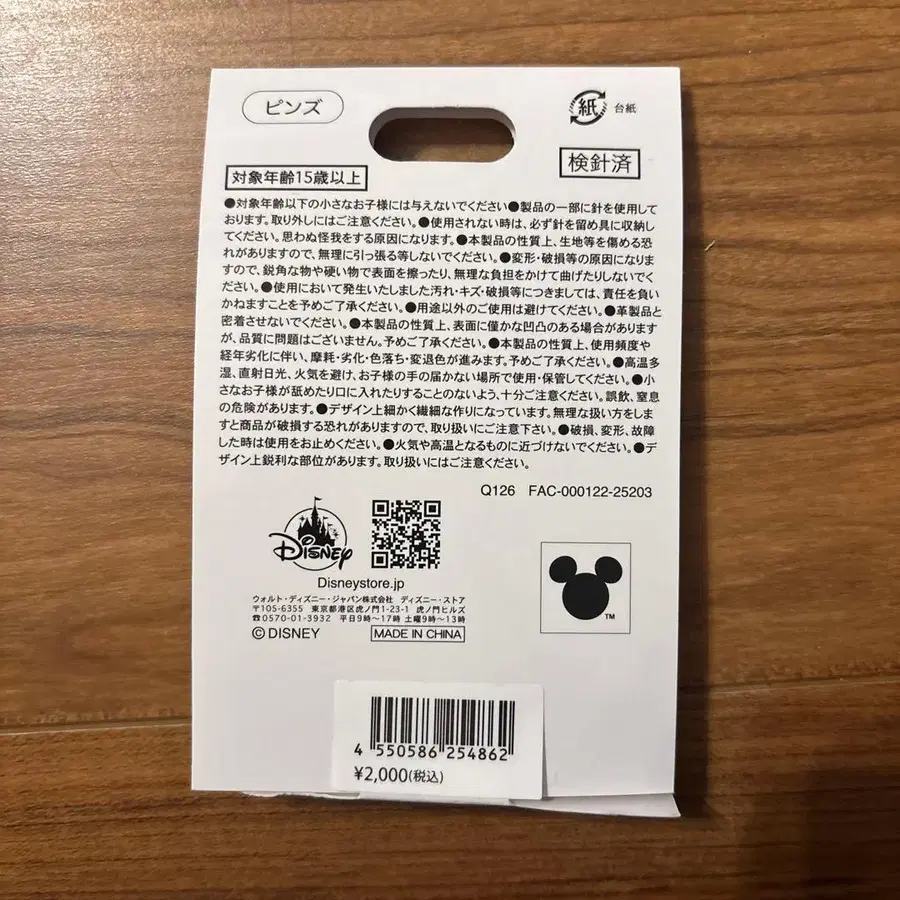 ピンズ
紙 台紙
検針済
対象年齢15歳以上
●対象年齢以下の小さなお子様には与えないでください●製品の一部に針を使用して
おります。取り外しにはご注意ください。●使用されない時は、必ず針を留め具に収納し
てください。思わぬ怪我をする原因になります。●本製品の性質上、生地等を傷める恐
れがありますので、無理に引っ張る等しないでください。●変形・破損等の原因になりま
すので、鋭角な物や硬い物で表面を擦ったり、無理な負担をかけて曲げたりしないでく
ださい。●使用において発生いたしました汚れ・キズ・破損等につきましては、責任を負い
かねますことを予めご了承ください。●用途以外のご使用は避けてください。●革製品と
密着させないでください。●本製品の性質上、表面に僅かな凹凸のある場合があります
が、品質に問題はございません。予めご了承ください。●本製品の性質上、使用頻度や
経年劣化に伴い、摩耗・劣化・色落ち・変退色が進みます。予めご了承ください。●高温多
湿、直射日光、火気を避け、お子様の手の届かない場所で使用・保管してください。●小
さなお子様が舐めたり口に入れたりすることのないよう、十分ご注意ください。誤飲、窒息
の危険があります。●デザイン上細かく繊細な作りになっています。無理な扱い方をしま
すと商品が破損する恐れがありますので、取り扱いにご注意下さい。●破損、変形、故障
した時は使用をお止めください。●火気や高温となるものに近づけないでください。●デ
ザイン上鋭利な部位があります。取り扱いにはご注意ください。
Q126 FAC-000122-25203
Disney
Disneystore.jp
ウォルト・ディズニー・ジャパン株式会社 ディズニー・ストア
〒105-6355 東京都港区虎ノ門1-23-1 虎ノ門ヒルズ
☎0570-01-3932 平日9時〜17時 土曜9時〜13時
©DISNEY MADE IN CHINA
TM
4 550586 254862
¥2,000(税込)